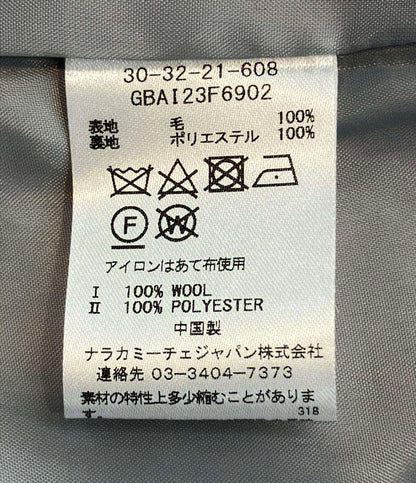 30-32-21-608
GBAI23F6902
表地 毛 100%
裏地 ポリエステル 100%
F W
アイロンはあて布使用
Ⅰ 100% WOOL
Ⅱ 100% POLYESTER
中国製
ナラカミーチェジャパン株式会社
連絡先 03-3404-7373
素材の特性上多少縮むことがありま
す。 318